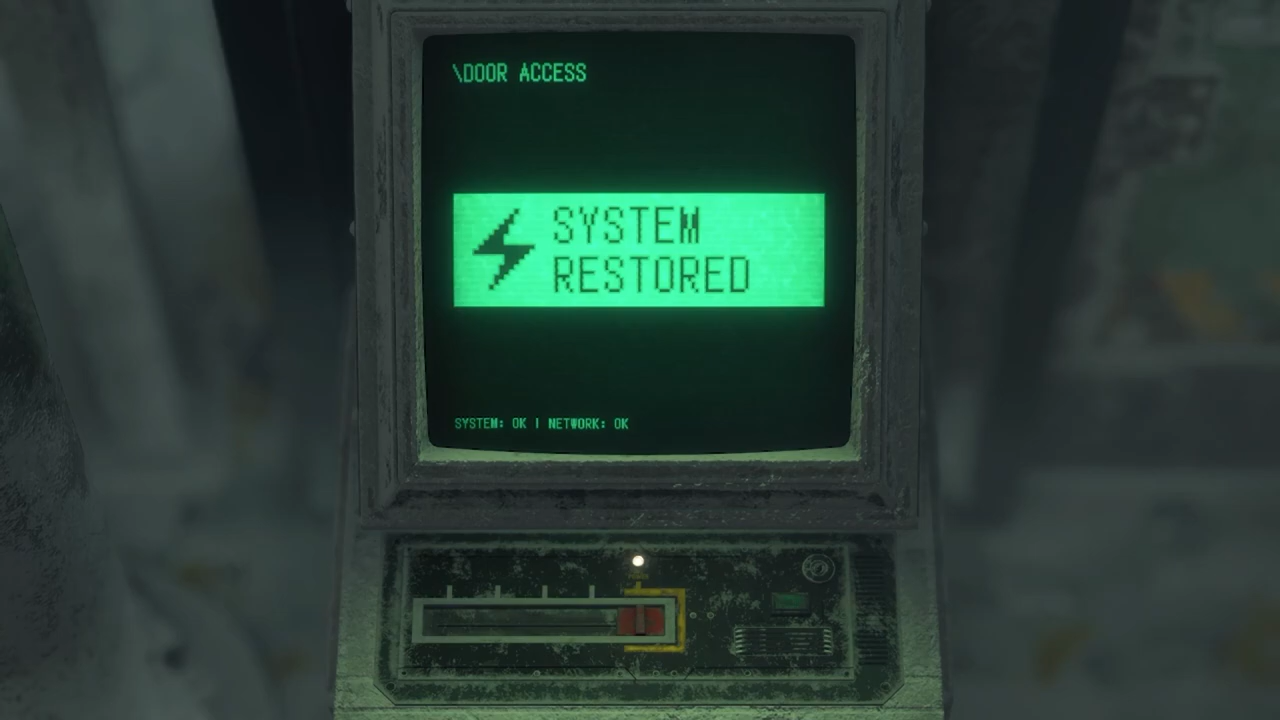 \DOOR ACCESS
SYSTEM
RESTORED
SYSTEM: OK | NETWORK: OK